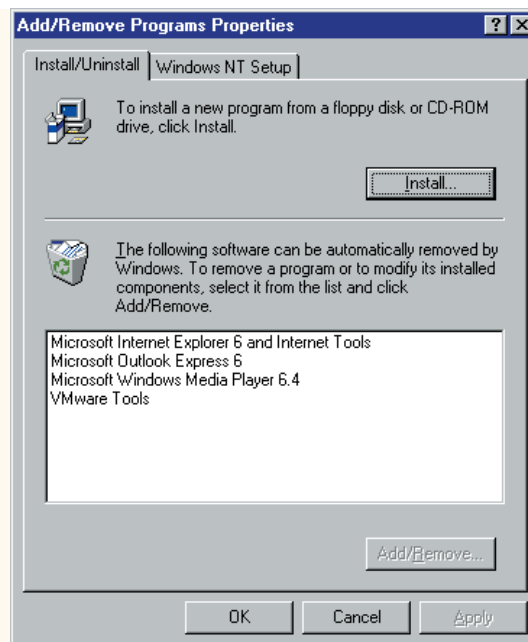 Add/Remove Programs Properties
Install/Uninstall
Windows NT Setup
To install a new program from a floppy disk or CD-ROM
drive, click Install.
Install...
The following software can be automatically removed by
Windows. To remove a program or to modify its installed
components, select it from the list and click
Add/Remove.
Microsoft Internet Explorer 6 and Internet Tools
Microsoft Outlook Express 6
Microsoft Windows Media Player 6.4
VMware Tools
Add/Remove...
OK
Cancel
Apply